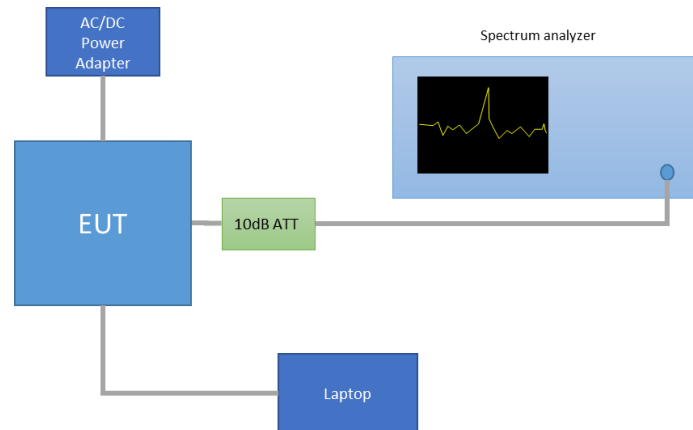 AC/DC
Power
Adapter
Spectrum analyzer
EUT
10dB ATT
Laptop